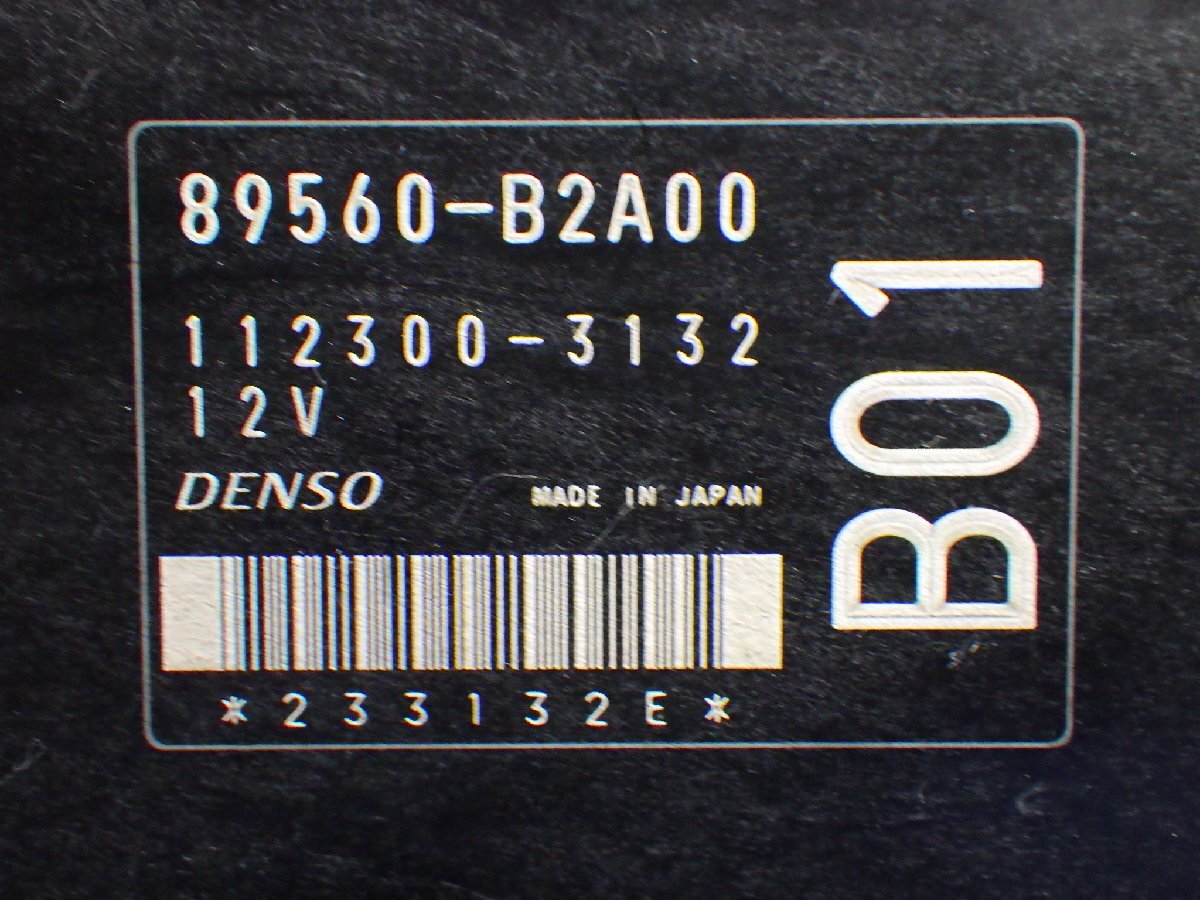 89560-B2A00
112300-3132
12V
DENSO MADE IN JAPAN
*233132E*
B01